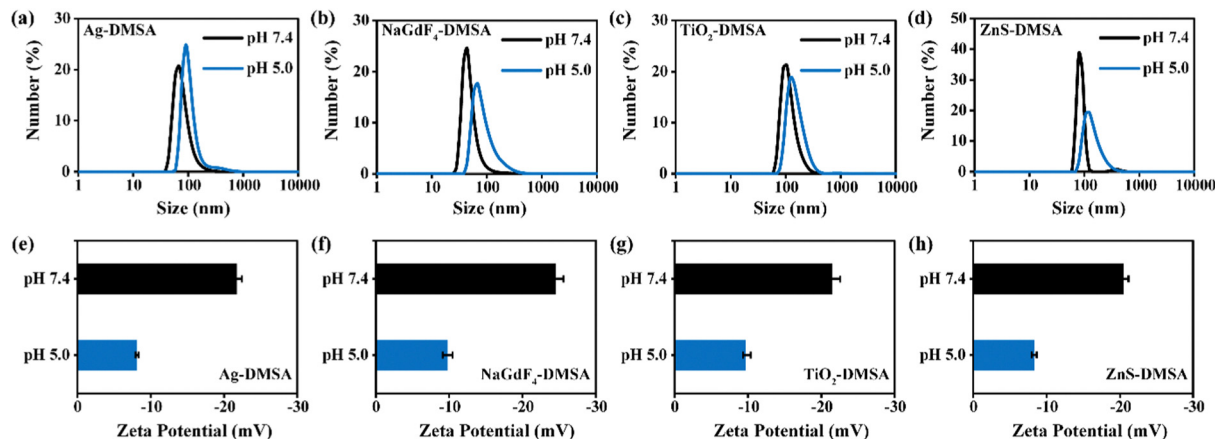 (a)
Ag-DMSA
pH 7.4
pH 5.0
Number (%)
30
20
10
0
1
10
100
1000
10000
Size (nm)
(b)
NaGdF₄-DMSA
pH 7.4
pH 5.0
Number (%)
30
20
10
0
1
10
100
1000
10000
Size (nm)
(c)
TiO₂-DMSA
pH 7.4
pH 5.0
Number (%)
30
20
10
0
1
10
100
1000
10000
Size (nm)
(d)
ZnS-DMSA
pH 7.4
pH 5.0
Number (%)
50
40
30
20
10
0
1
10
100
1000
10000
Size (nm)
(e)
pH 7.4
pH 5.0
Ag-DMSA
0
-10
-20
-30
Zeta Potential (mV)
(f)
pH 7.4
pH 5.0
NaGdF₄-DMSA
0
-10
-20
-30
Zeta Potential (mV)
(g)
pH 7.4
pH 5.0
TiO₂-DMSA
0
-10
-20
-30
Zeta Potential (mV)
(h)
pH 7.4
pH 5.0
ZnS-DMSA
0
-10
-20
-30
Zeta Potential (mV)